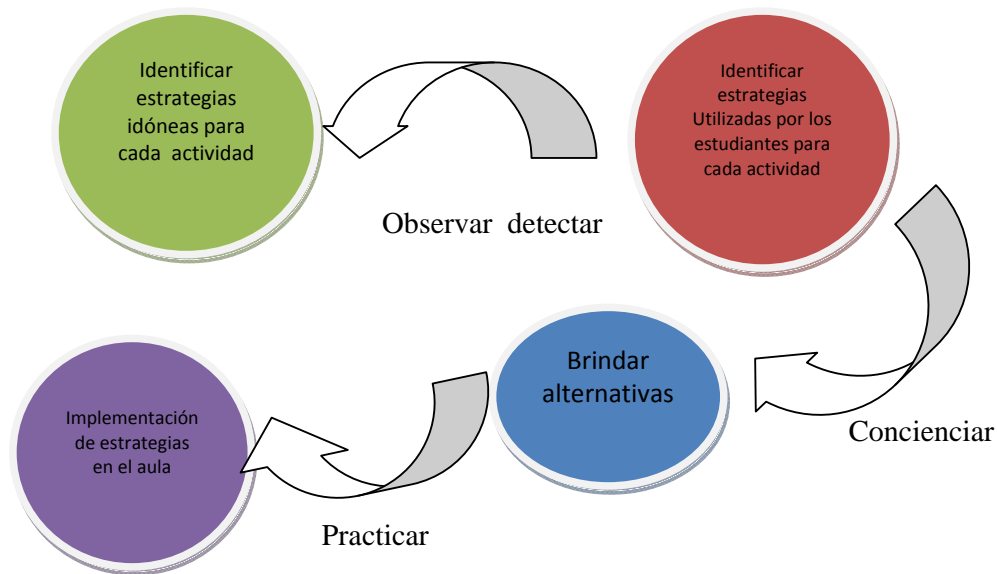 Identificar
estrategias
idóneas para
cada actividad
Identificar
estrategias
Utilizadas por los
estudiantes para
cada actividad
Observar detectar
Brindar
alternativas
Concienciar
Implementación
de estrategias
en el aula
Practicar